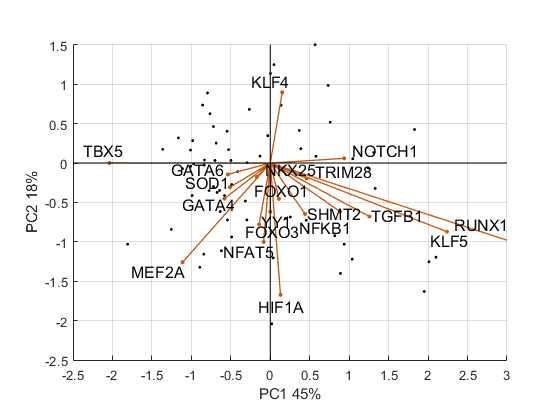 1.5
KLF4
1
0.5
TBX5
NOTCH1
0
GATA6
NKX25
TRIM28
SOD1
FOXO1
-0.5
GATA4
SHMT2
TGFB1
YY1
RUNX1
FOXO3
NFKB1
-1
KLF5
NFAT5
MEF2A
-1.5
HIF1A
-2
-2.5
-2.5 -2 -1.5 -1 -0.5 0 0.5 1 1.5 2 2.5 3
PC1 45%
PC2 18%